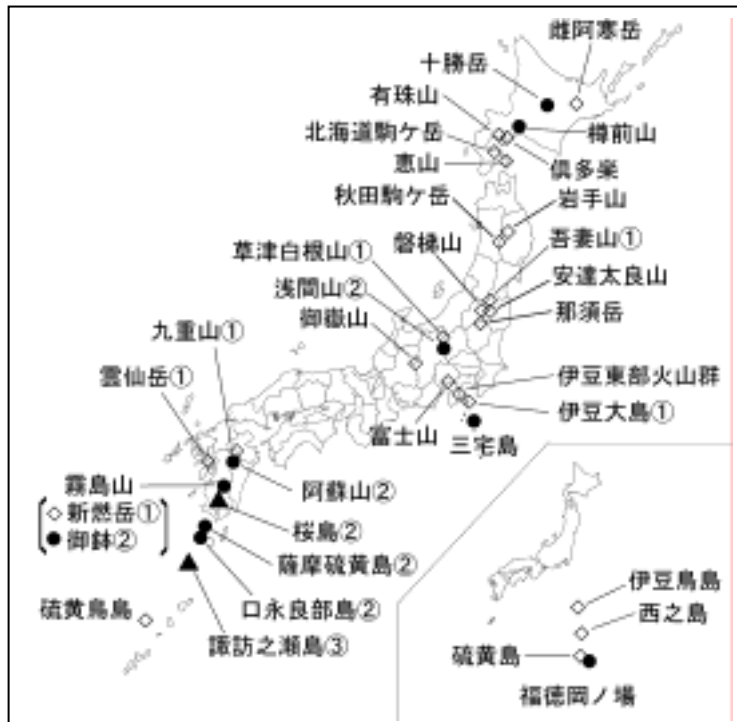 雌阿寒岳
十勝岳
有珠山
北海道駒ケ岳
樽前山
恵山
倶多楽
秋田駒ケ岳
岩手山
磐梯山
吾妻山①
草津白根山①
安達太良山
浅間山②
那須岳
御嶽山
九重山①
伊豆東部火山群
雲仙岳①
伊豆大島①
富士山
三宅島
霧島山
阿蘇山②
新燃岳①
御鉢②
桜島②
薩摩硫黄島②
伊豆鳥島
硫黄鳥島
口永良部島②
西之島
諏訪之瀬島③
硫黄島
福徳岡ノ場